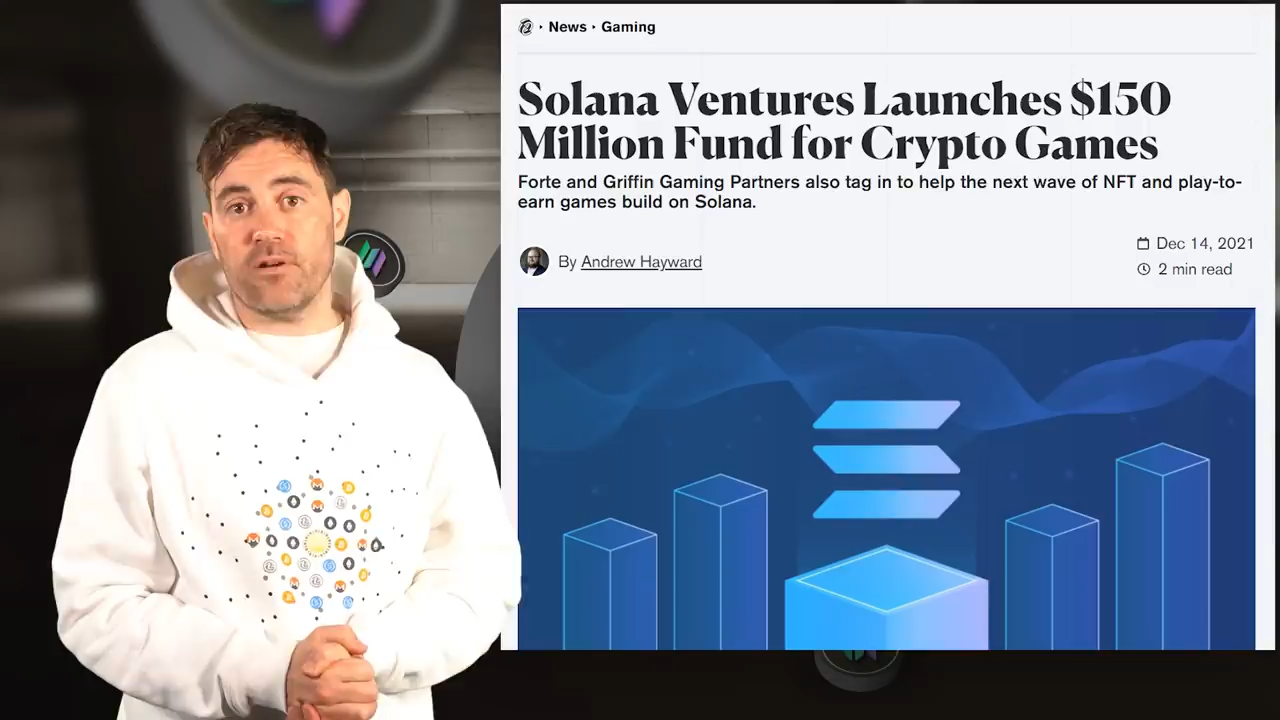 · News · Gaming
Solana Ventures Launches $150
Million Fund for Crypto Games
Forte and Griffin Gaming Partners also tag in to help the next wave of NFT and play-to-
earn games build on Solana.
By Andrew Hayward
Dec 14, 2021
2 min read